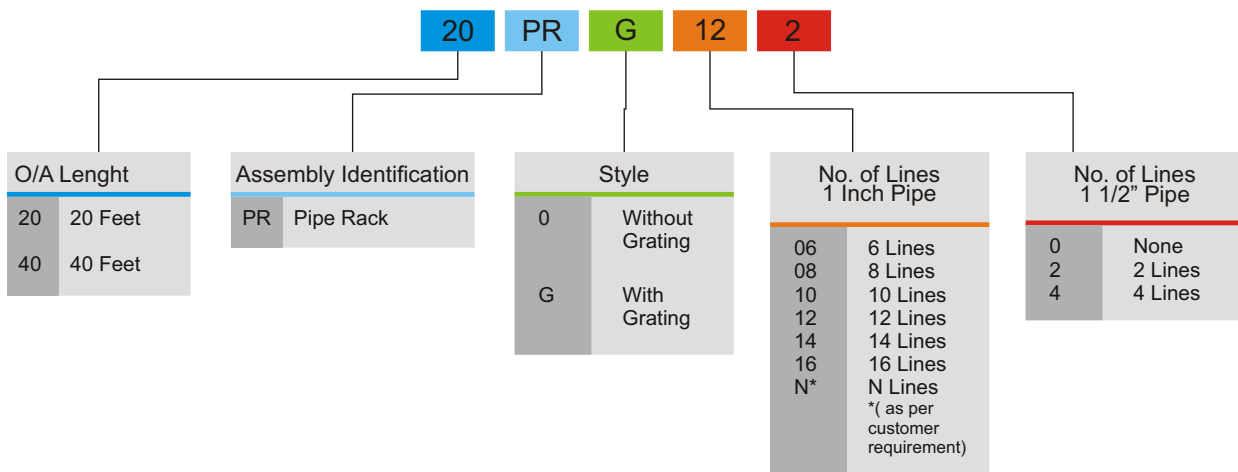 20 PR G 12 2
O/A Lenght
20 20 Feet
40 40 Feet
Assembly Identification
PR Pipe Rack
Style
0 Without
Grating
G With
Grating
No. of Lines
1 Inch Pipe
06 6 Lines
08 8 Lines
10 10 Lines
12 12 Lines
14 14 Lines
16 16 Lines
N* N Lines
*( as per
customer
requirement)
No. of Lines
1 1/2” Pipe
0 None
2 2 Lines
4 4 Lines